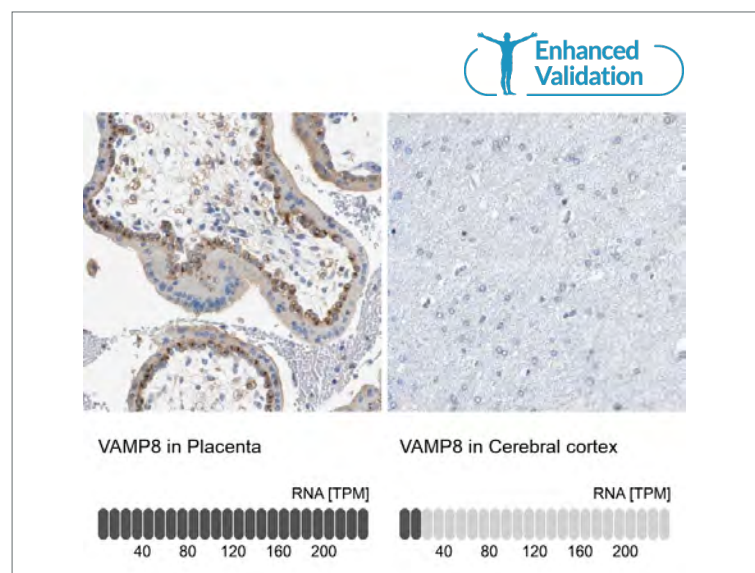 Enhanced
Validation
VAMP8 in Placenta
VAMP8 in Cerebral cortex
RNA [TPM]
RNA [TPM]
40 80 120 160 200
40 80 120 160 200